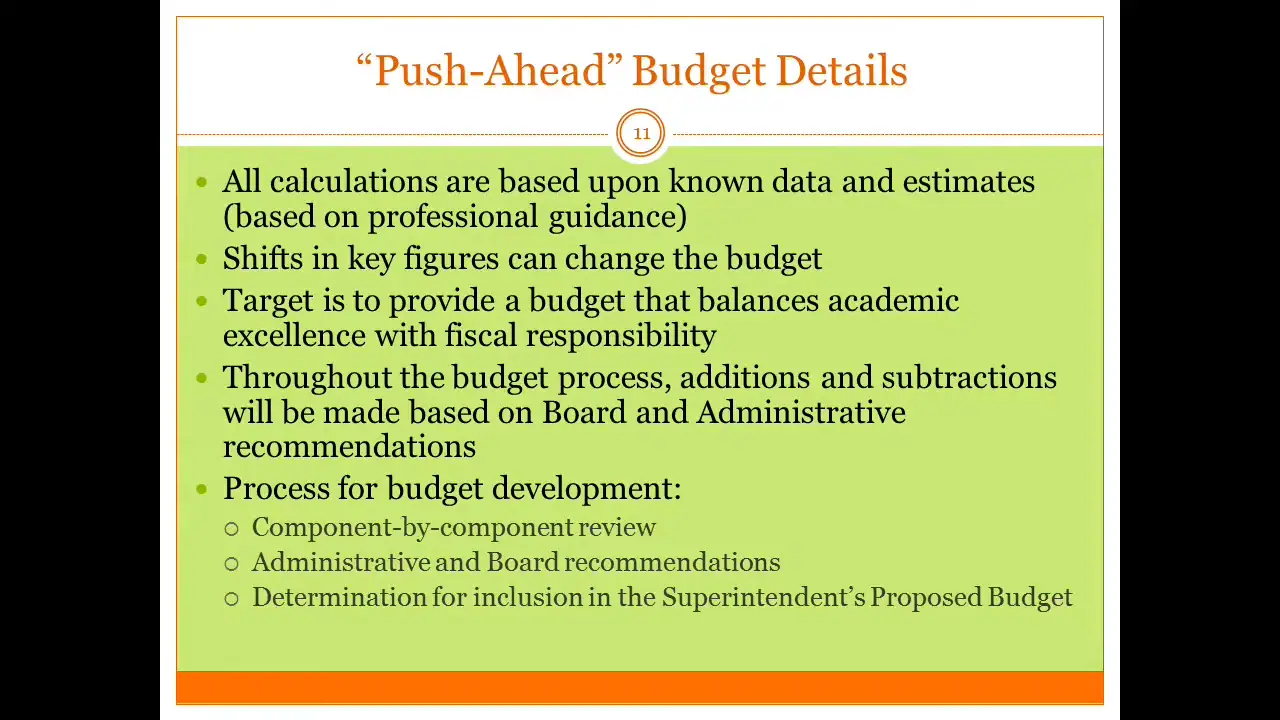 “Push-Ahead” Budget Details
11
All calculations are based upon known data and estimates
(based on professional guidance)
Shifts in key figures can change the budget
Target is to provide a budget that balances academic
excellence with fiscal responsibility
Throughout the budget process, additions and subtractions
will be made based on Board and Administrative
recommendations
Process for budget development:
Component-by-component review
Administrative and Board recommendations
Determination for inclusion in the Superintendent’s Proposed Budget